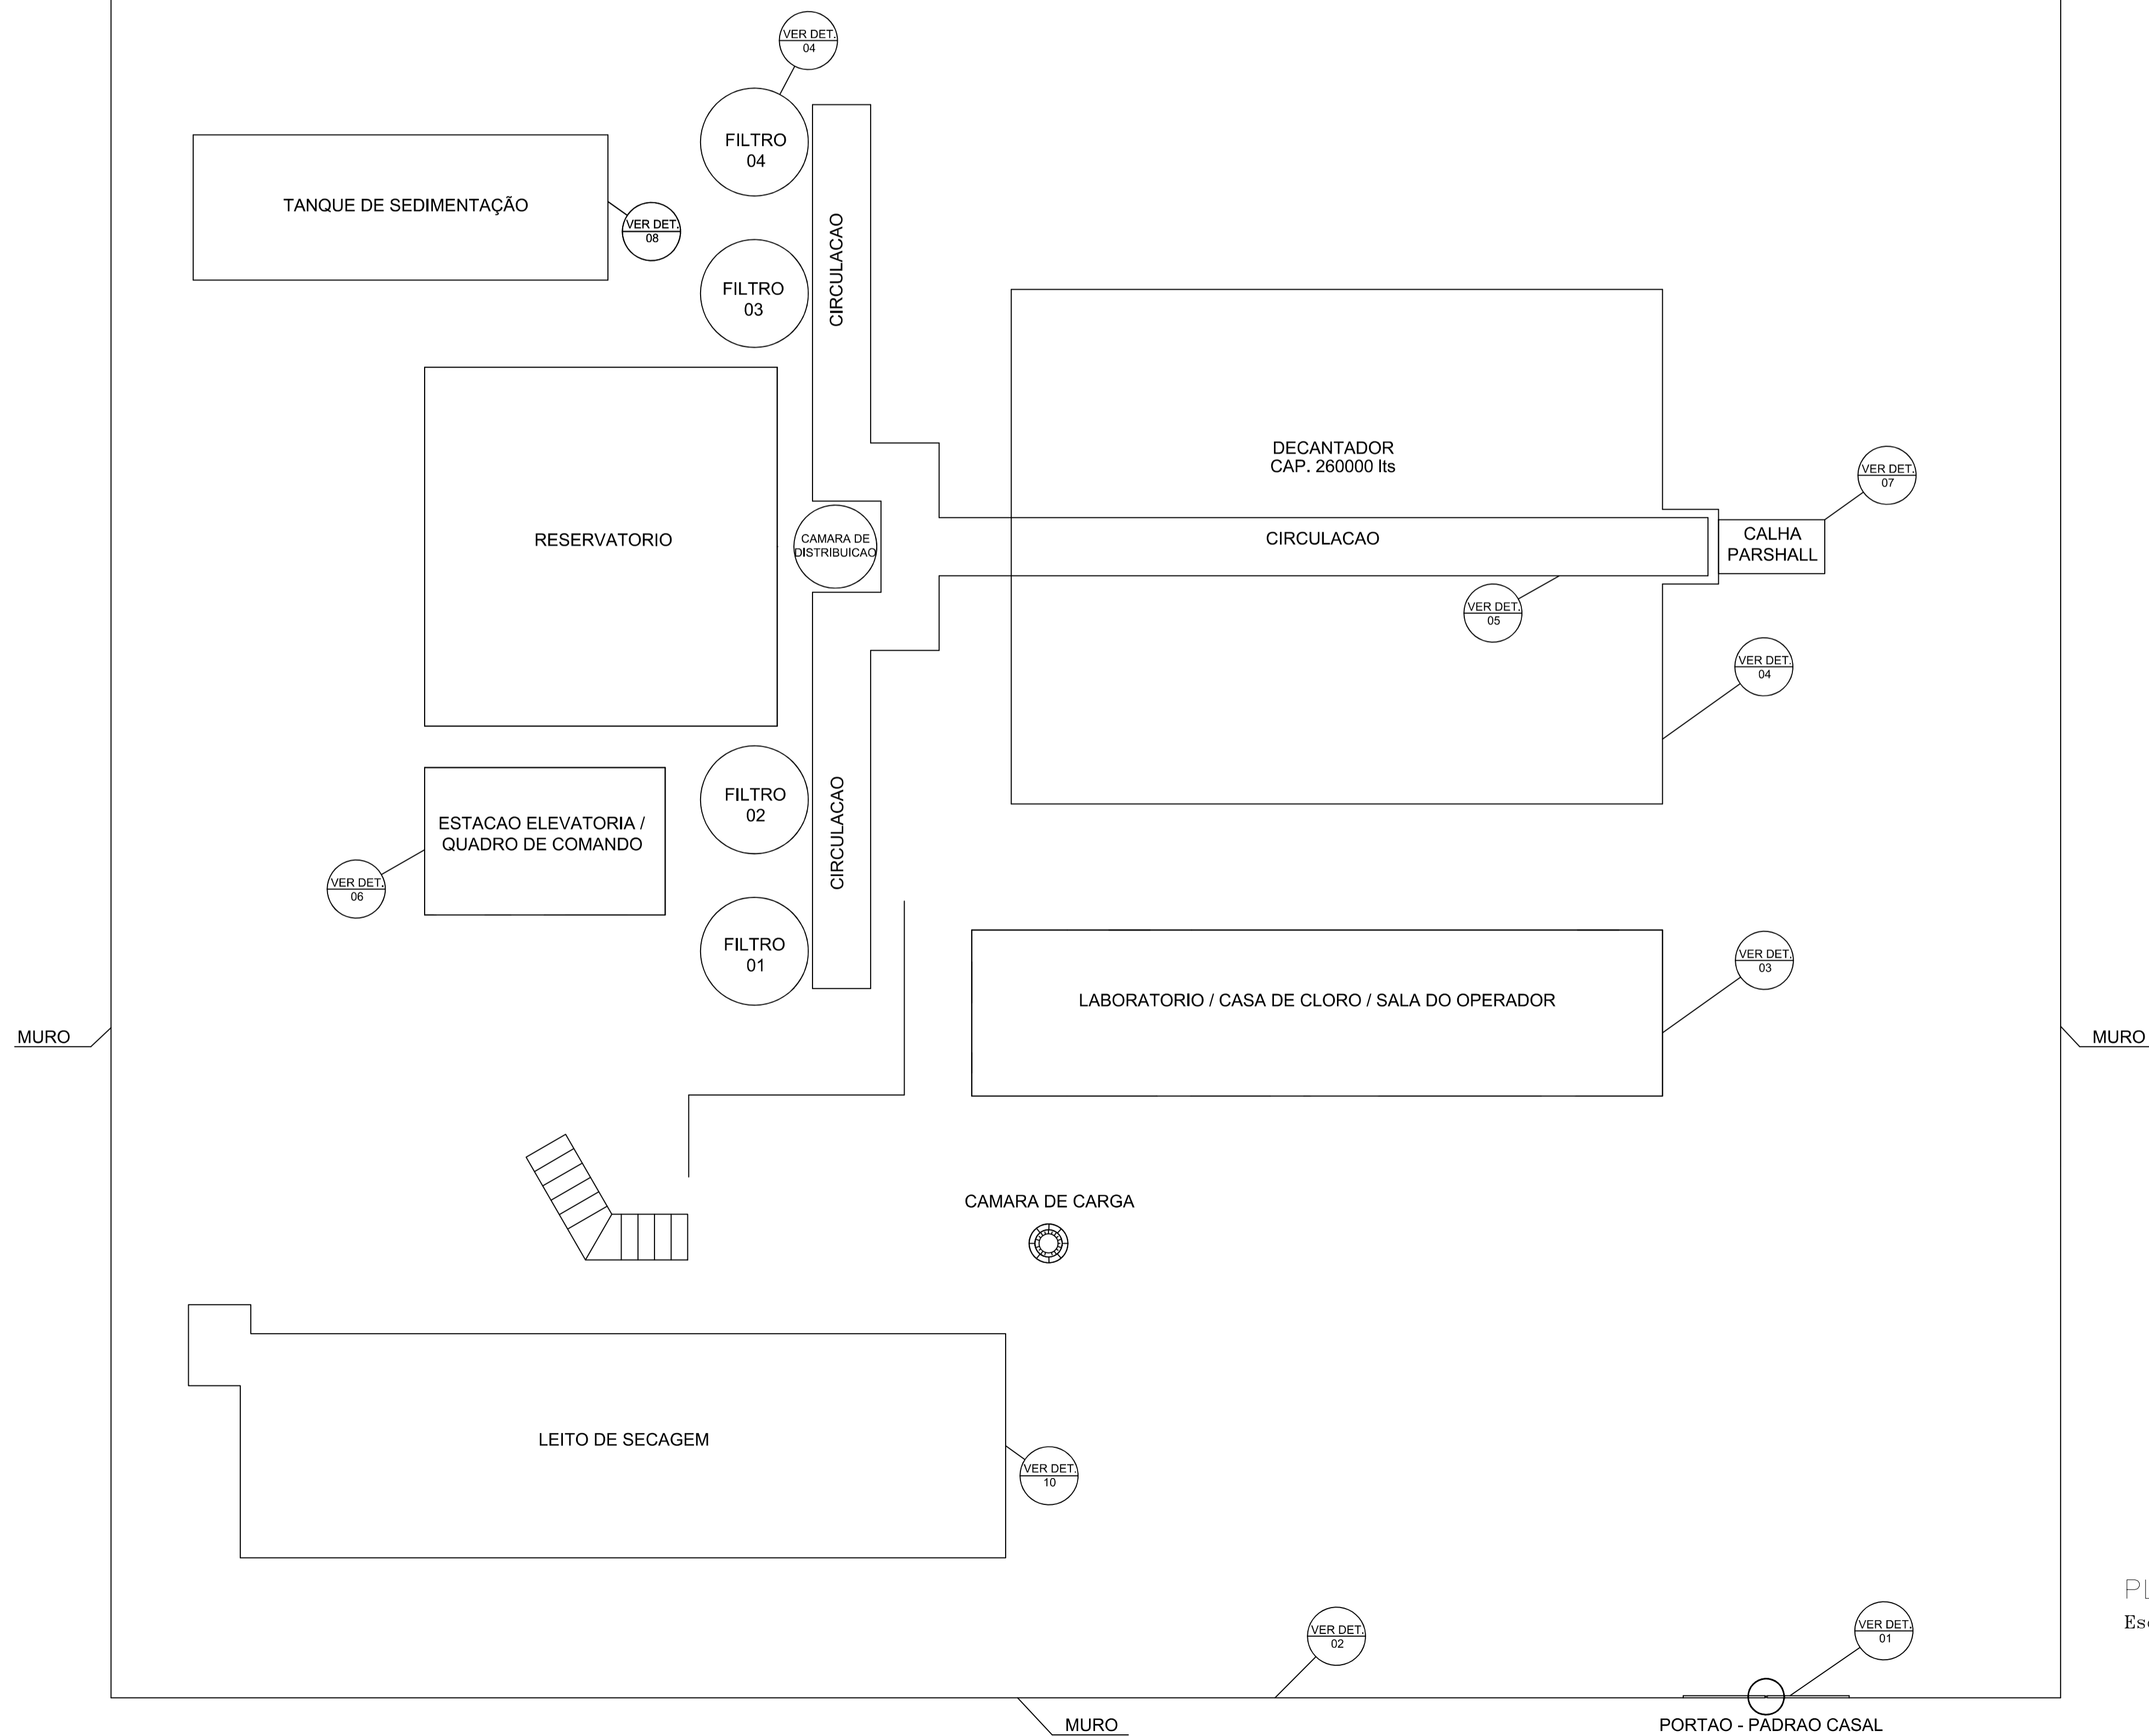 VER DET.
04
FILTRO
04
TANQUE DE SEDIMENTAÇÃO
VER DET.
08
CIRCULACAO
FILTRO
03
DECANTADOR
CAP. 260000 lts
VER DET.
07
RESERVATORIO
CAMARA DE
DISTRIBUICAO
CIRCULACAO
CALHA
PARSHALL
VER DET.
05
VER DET.
04
FILTRO
02
CIRCULACAO
ESTACAO ELEVATORIA /
QUADRO DE COMANDO
VER DET.
06
FILTRO
01
VER DET.
03
LABORATORIO / CASA DE CLORO / SALA DO OPERADOR
MURO
MURO
CAMARA DE CARGA
LEITO DE SECAGEM
VER DET.
10
VER DET.
02
VER DET.
01
MURO
PORTAO - PADRAO CASAL